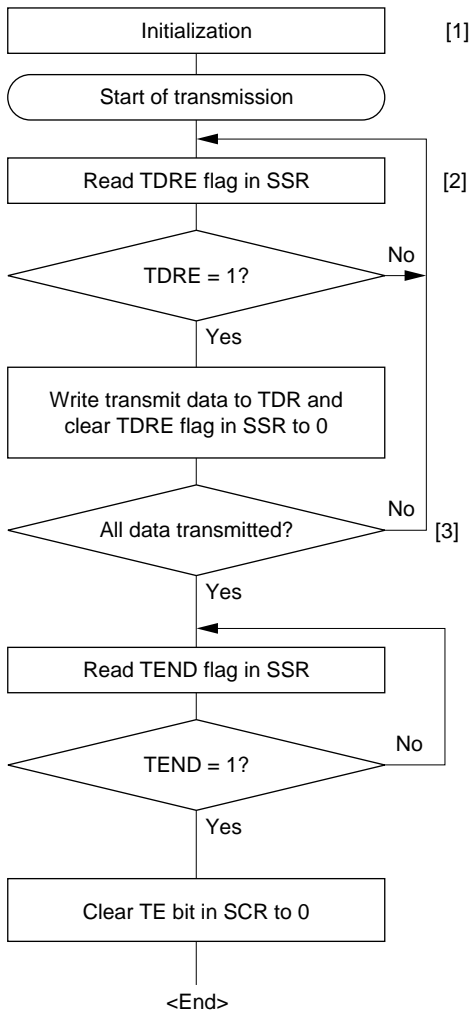 Initialization
[1]
Start of transmission
Read TDRE flag in SSR
[2]
TDRE = 1?
No
Yes
Write transmit data to TDR and
clear TDRE flag in SSR to 0
All data transmitted?
No
[3]
Yes
Read TEND flag in SSR
TEND = 1?
No
Yes
Clear TE bit in SCR to 0
<End>